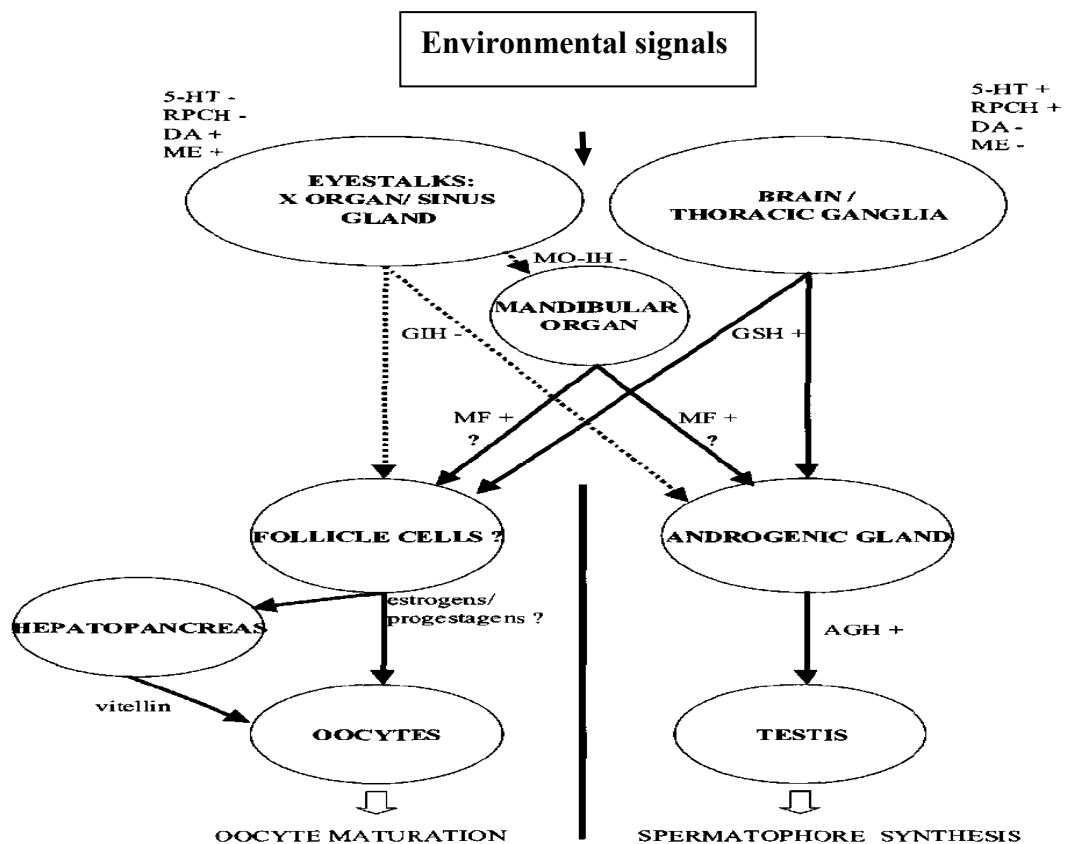 Environmental signals
5-HT -
RPCH -
DA +
ME +
5-HT +
RPCH +
DA -
ME -
EYESTALKS:
X ORGAN/ SINUS
GLAND
BRAIN /
THORACIC GANGLIA
MO-IH -
MANDIBULAR
ORGAN
GIH -
GSH +
MF +
?
MF +
?
FOLLICLE CELLS ?
ANDROGENIC GLAND
estrogens/
progestagens ?
HEPATOPANCREAS
AGH +
vitellin
OOCYTES
TESTIS
OOCYTE MATURATION
SPERMATOPHORE SYNTHESIS